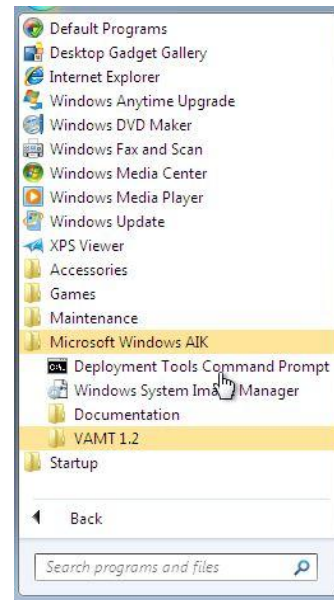 Default Programs
Desktop Gadget Gallery
Internet Explorer
Windows Anytime Upgrade
Windows DVD Maker
Windows Fax and Scan
Windows Media Center
Windows Media Player
Windows Update
XPS Viewer
Accessories
Games
Maintenance
Microsoft Windows AIK
Deployment Tools Command Prompt
Windows System Image Manager
Documentation
VAMT 1.2
Startup
Back
Search programs and files